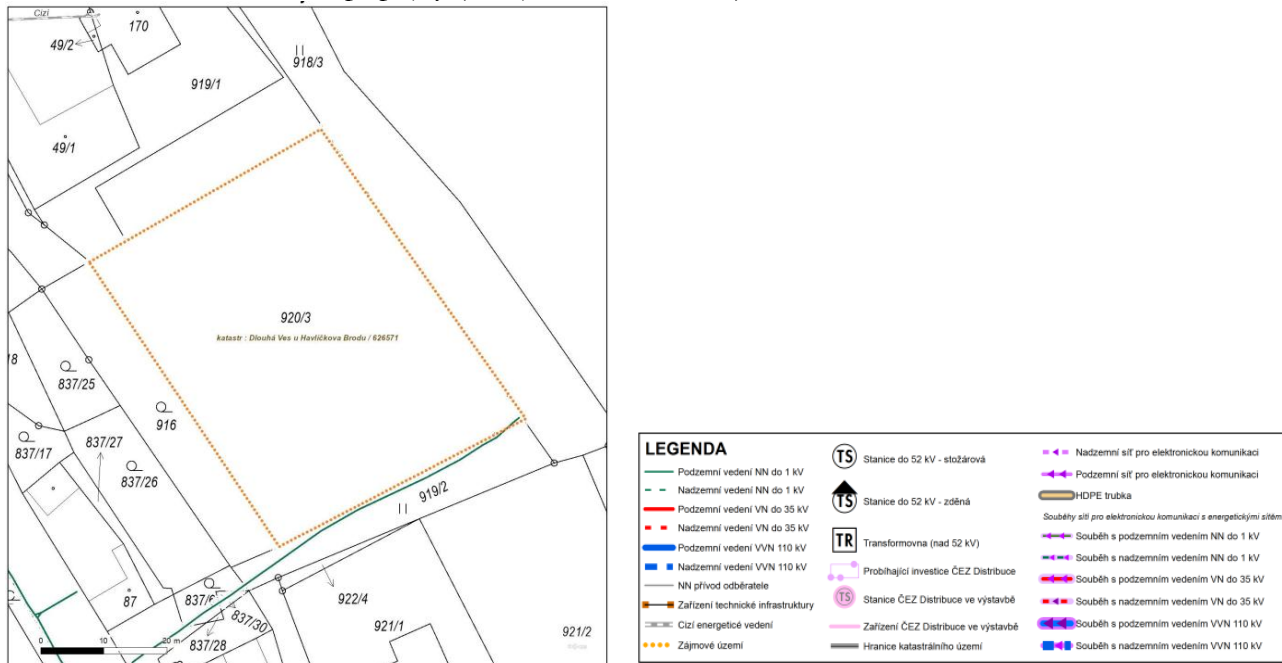 Cizí
170
49/2
918/3
919/1
49/1
920/3
katastr : Dlouhá Ves u Havlíčkova Brodu / 626571
18
837/25
916
837/17
837/27
837/26
919/2
87
837/6
837/30
837/28
922/4
921/1
921/2
0 10 20 m
LEGENDA
Podzemní vedení NN do 1 kV
Nadzemní vedení NN do 1 kV
Podzemní vedení VN do 35 kV
Nadzemní vedení VN do 35 kV
Podzemní vedení VVN 110 kV
Nadzemní vedení VVN 110 kV
NN přívod odběratele
Zařízení technické infrastruktury
Cizí energetické vedení
Zájmové území
TS Stanice do 52 kV - stožárová
TS Stanice do 52 kV - zděná
TR Transformovna (nad 52 kV)
Probíhající investice ČEZ Distribuce
TS Stanice ČEZ Distribuce ve výstavbě
Zařízení ČEZ Distribuce ve výstavbě
Hranice katastrálního území
Nadzemní síť pro elektronickou komunikaci
Podzemní síť pro elektronickou komunikaci
HDPE trubka
Souběhy sítí pro elektronickou komunikaci s energetickými sítěmi
Souběh s podzemním vedením NN do 1 kV
Souběh s nadzemním vedením NN do 1 kV
Souběh s podzemním vedením VN do 35 kV
Souběh s nadzemním vedením VN do 35 kV
Souběh s podzemním vedením VVN 110 kV
Souběh s nadzemním vedením VVN 110 kV